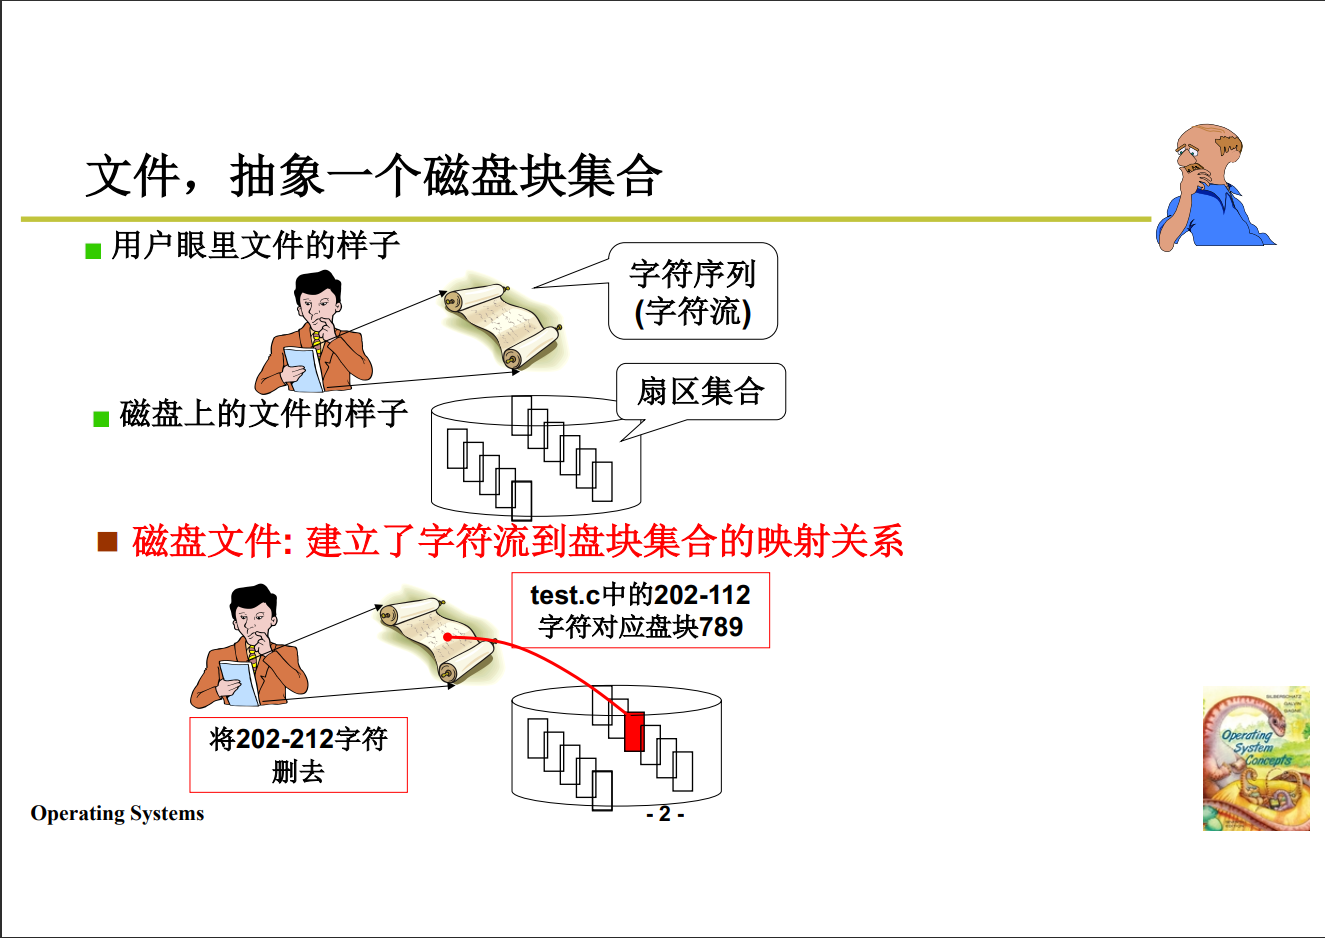 文件，抽象一个磁盘块集合
用户眼里文件的样子
字符序列
(字符流)
扇区集合
磁盘上的文件的样子
磁盘文件: 建立了字符流到盘块集合的映射关系
test.c中的202-112
字符对应盘块789
将202-212字符
删去
SILBERSCHATZ
GALVIN
GAGNE
Operating
System
Concepts
Operating Systems
- 2 -